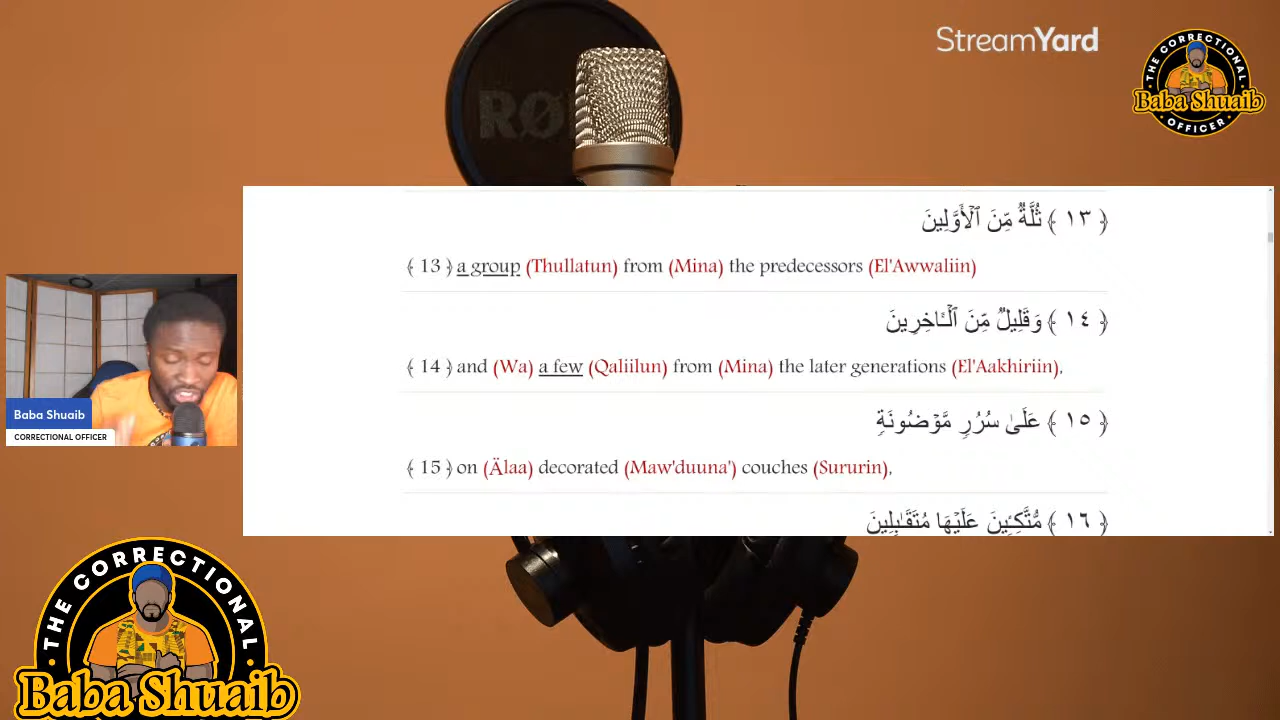 StreamYard
THE CORRECTIONAL
Baba Shuaib
OFFICER
RØ
﴿ ١٣ ﴾ ثُلَّةٌ مِّنَ ٱلْأَوَّلِينَ
﴾ 13 ﴿ a group (Thullatun) from (Mina) the predecessors (El'Awwaliin)
﴿ ١٤ ﴾ وَقَلِيلٌ مِّنَ ٱلْـَٔاخِرِينَ
﴾ 14 ﴿ and (Wa) a few (Qaliilun) from (Mina) the later generations (El'Aakhiriin),
﴿ ١٥ ﴾ عَلَىٰ سُرُرٍ مَّوْضُونَةٍ
﴾ 15 ﴿ on (Älaa) decorated (Maw'duuna') couches (Sururin),
﴿ ١٦ ﴾ مُّتَّكِـِٔينَ عَلَيْهَا مُتَقَـٰبِلِينَ
Baba Shuaib
CORRECTIONAL OFFICER
THE CORRECTIONAL
Baba Shuaib